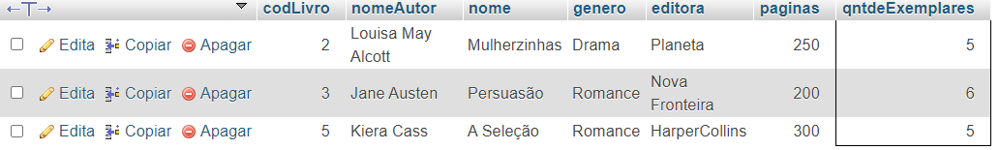 ←T→ codLivro nomeAutor nome genero editora paginas qntdeExemplares
Edita Copiar Apagar 2 Louisa May Alcott Mulherzinhas Drama Planeta 250 5
Edita Copiar Apagar 3 Jane Austen Persuasão Romance Nova Fronteira 200 6
Edita Copiar Apagar 5 Kiera Cass A Seleção Romance HarperCollins 300 5